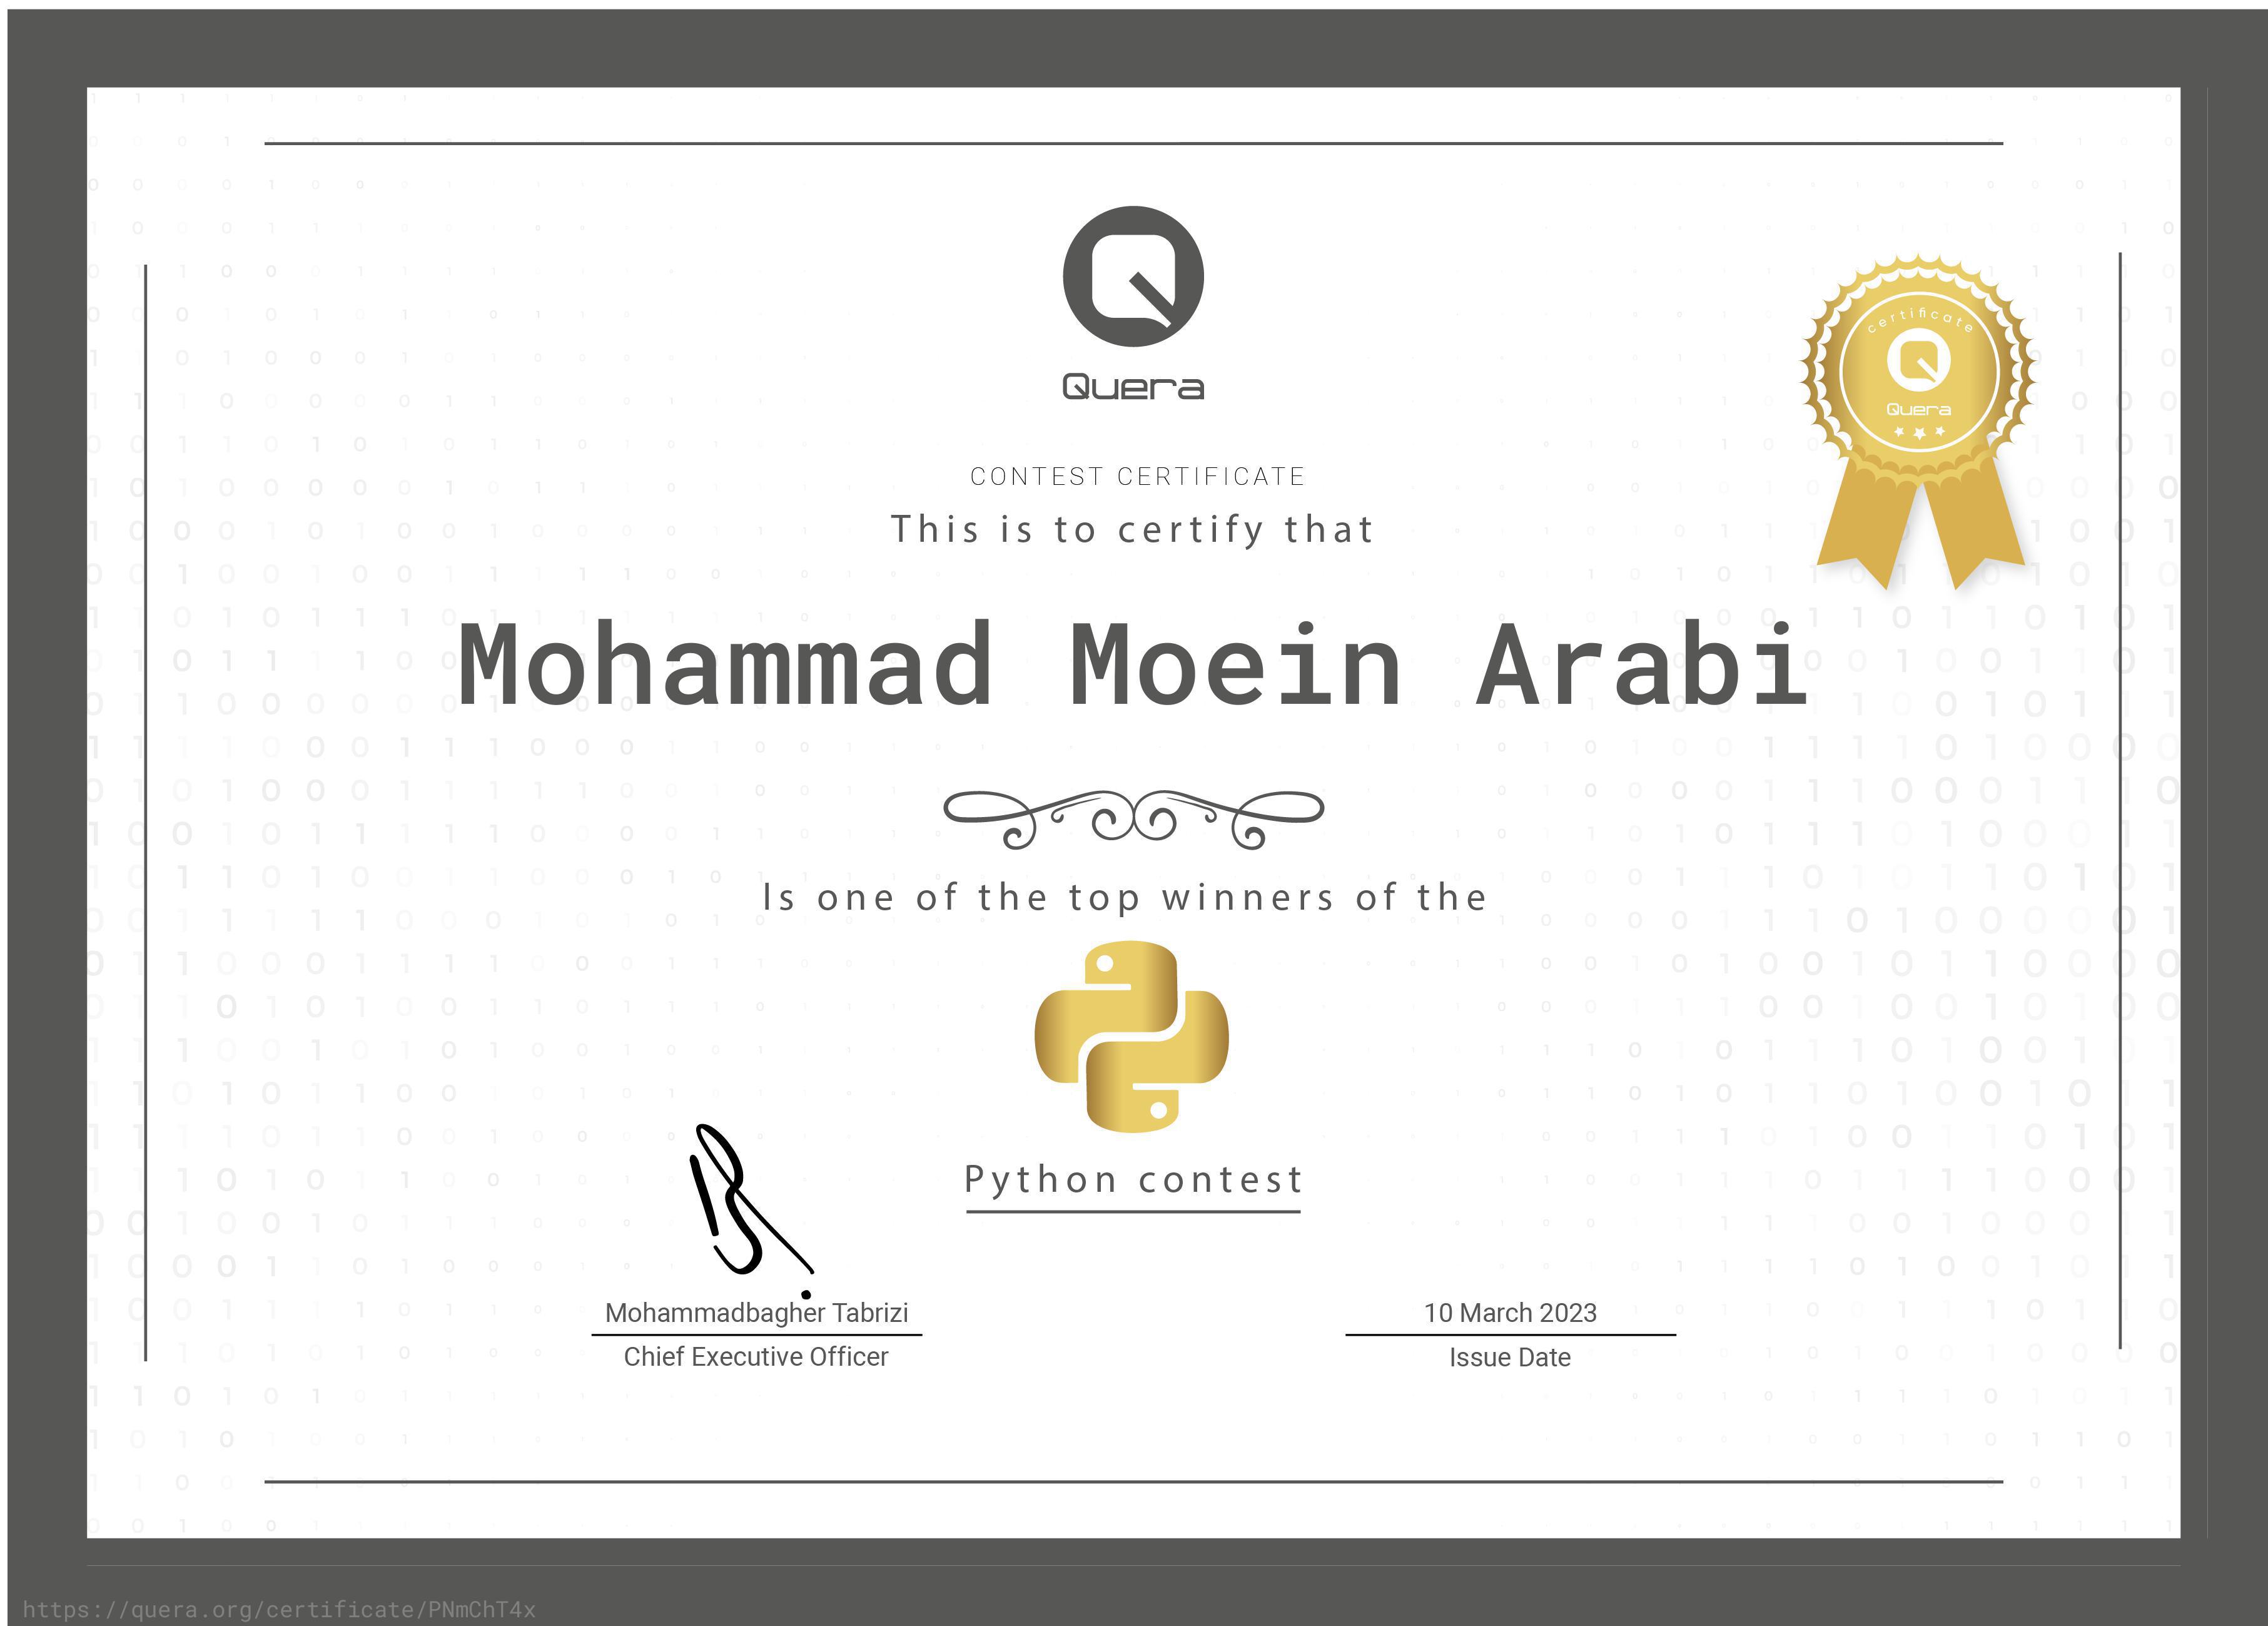 Quera
certificate
Quera
CONTEST CERTIFICATE
This is to certify that
Mohammad Moein Arabi
Is one of the top winners of the
Python contest
Mohammadbagher Tabrizi
Chief Executive Officer
10 March 2023
Issue Date
https://quera.org/certificate/PNmChT4x